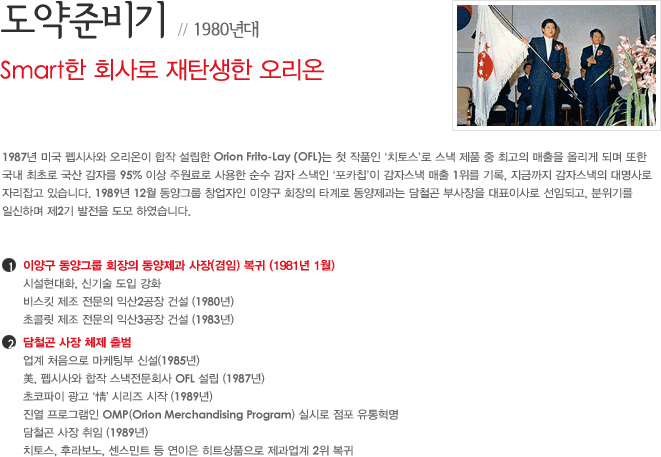 도약준비기 // 1980년대
Smart한 회사로 재탄생한 오리온
1987년 미국 펩시사와 오리온이 합작 설립한 Orion Frito-Lay (OFL)는 첫 작품인 ‘치토스’로 스낵 제품 중 최고의 매출을 올리게 되며 또한
국내 최초로 국산 감자를 95% 이상 주원료로 사용한 순수 감자 스낵인 ‘포카칩’이 감자스낵 매출 1위를 기록, 지금까지 감자스낵의 대명사로
자리잡고 있습니다. 1989년 12월 동양그룹 창업자인 이양구 회장의 타계로 동양제과는 담철곤 부사장을 대표이사로 선임되고, 분위기를
일신하며 제2기 발전을 도모 하였습니다.
1 이양구 동양그룹 회장의 동양제과 사장(겸임) 복귀 (1981년 1월)
시설현대화, 신기술 도입 강화
비스킷 제조 전문의 익산2공장 건설 (1980년)
초콜릿 제조 전문의 익산3공장 건설 (1983년)
2 담철곤 사장 체제 출범
업계 처음으로 마케팅부 신설(1985년)
美, 펩시사와 합작 스낵전문회사 OFL 설립 (1987년)
초코파이 광고 ‘情’ 시리즈 시작 (1989년)
진열 프로그램인 OMP(Orion Merchandising Program) 실시로 점포 유통혁명
담철곤 사장 취임 (1989년)
치토스, 후라보노, 센스민트 등 연이은 히트상품으로 제과업계 2위 복귀